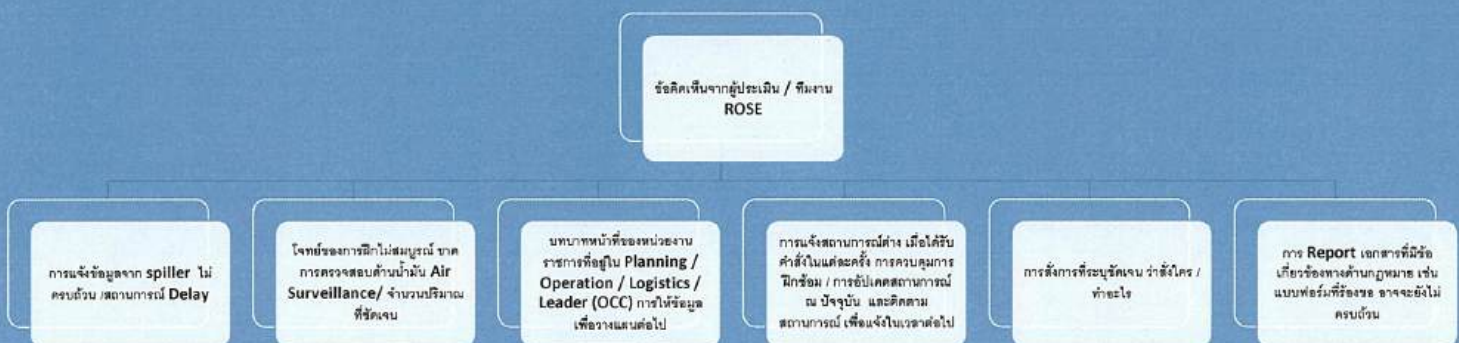 ข้อคิดเห็นจากผู้ประเมิน / ทีมงาน
ROSE
การแจ้งข้อมูลจาก spiller ไม่
ครบถ้วน /สถานการณ์ Delay
โจทย์ของการฝึกไม่สมบูรณ์ ขาด
การตรวจสอบด้านน้ำมัน Air
Surveillance/ จำนวนปริมาณ
ที่ชัดเจน
บทบาทหน้าที่ของหน่วยงาน
ราชการที่อยู่ใน Planning /
Operation / Logistics /
Leader (OCC) การให้ข้อมูล
เพื่อวางแผนต่อไป
การแจ้งสถานการณ์ต่าง เมื่อได้รับ
คำสั่งในแต่ละครั้ง การควบคุมการ
ฝึกซ้อม / การอัปเดตสถานการณ์
ณ ปัจจุบัน และติดตาม
สถานการณ์ เพื่อแจ้งในเวลาต่อไป
การสั่งการที่ระบุชัดเจน ว่าสั่งใคร /
ทำอะไร
การ Report เอกสารที่มีข้อ
เกี่ยวข้องทางด้านกฎหมาย เช่น
แบบฟอร์มที่ร้องขอ อาจจะยังไม่
ครบถ้วน